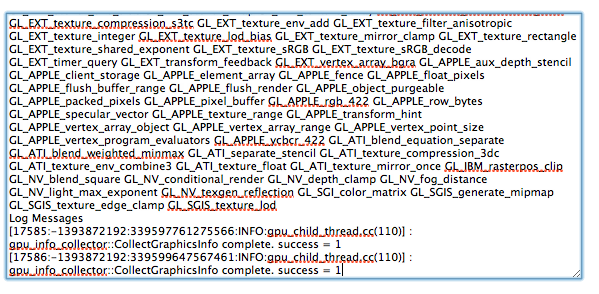 GL_EXT_texture_compression_s3tc GL_EXT_texture_env_add GL_EXT_texture_filter_anisotropic
GL_EXT_texture_integer GL_EXT_texture_lod_bias GL_EXT_texture_mirror_clamp GL_EXT_texture_rectangle
GL_EXT_texture_shared_exponent GL_EXT_texture_sRGB GL_EXT_texture_sRGB_decode
GL_EXT_timer_query GL_EXT_transform_feedback GL_EXT_vertex_array_bgra GL_APPLE_aux_depth_stencil
GL_APPLE_client_storage GL_APPLE_element_array GL_APPLE_fence GL_APPLE_float_pixels
GL_APPLE_flush_buffer_range GL_APPLE_flush_render GL_APPLE_object_purgeable
GL_APPLE_packed_pixels GL_APPLE_pixel_buffer GL_APPLE_rgb_422 GL_APPLE_row_bytes
GL_APPLE_specular_vector GL_APPLE_texture_range GL_APPLE_transform_hint
GL_APPLE_vertex_array_object GL_APPLE_vertex_array_range GL_APPLE_vertex_point_size
GL_APPLE_vertex_program_evaluators GL_APPLE_ycbcr_422 GL_ATI_blend_equation_separate
GL_ATI_blend_weighted_minmax GL_ATI_separate_stencil GL_ATI_texture_compression_3dc
GL_ATI_texture_env_combine3 GL_ATI_texture_float GL_ATI_texture_mirror_once GL_IBM_rasterpos_clip
GL_NV_blend_square GL_NV_conditional_render GL_NV_depth_clamp GL_NV_fog_distance
GL_NV_light_max_exponent GL_NV_texgen_reflection GL_SGI_color_matrix GL_SGIS_generate_mipmap
GL_SGIS_texture_edge_clamp GL_SGIS_texture_lod
Log Messages
[17585:-1393872192:339597761275566:INFO:gpu_child_thread.cc(110)] :
gpu_info_collector::CollectGraphicsInfo complete. success = 1
[17586:-1393872192:339599647567461:INFO:gpu_child_thread.cc(110)] :
gpu_info_collector::CollectGraphicsInfo complete. success = 1